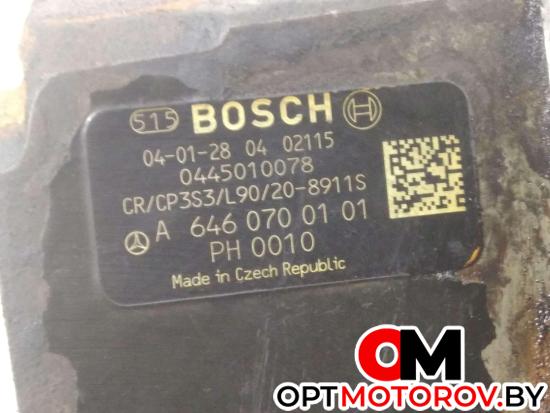 515 BOSCH
04-01-28 04 02115
0445010078
CR/CP3S3/L90/20-8911S
A 646 070 01 01
PH 0010
Made in Czech Republic
OM
OPTMOTOROV.BY